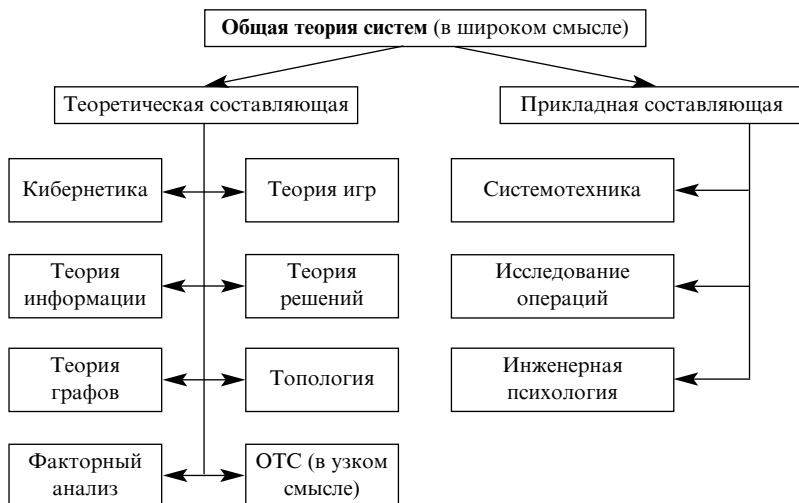 Общая теория систем (в широком смысле)
Теоретическая составляющая
Прикладная составляющая
Кибернетика
Теория игр
Системотехника
Теория
информации
Теория
решений
Исследование
операций
Теория
графов
Топология
Инженерная
психология
Факторный
анализ
ОТС (в узком
смысле)